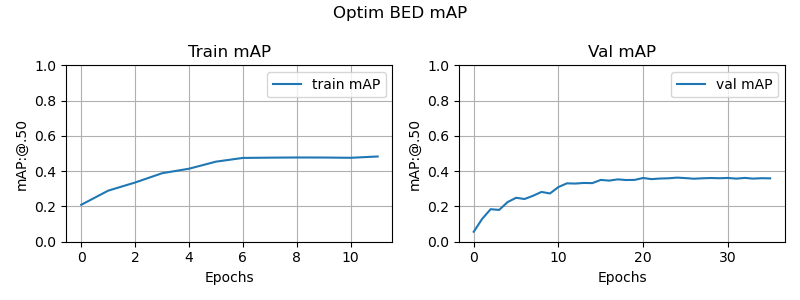 Optim BED mAP
Train mAP
1.0
0.8
0.6
0.4
0.2
0.0
mAP:@.50
train mAP
0 2 4 6 8 10
Epochs
Val mAP
1.0
0.8
0.6
0.4
0.2
0.0
mAP:@.50
val mAP
0 10 20 30
Epochs